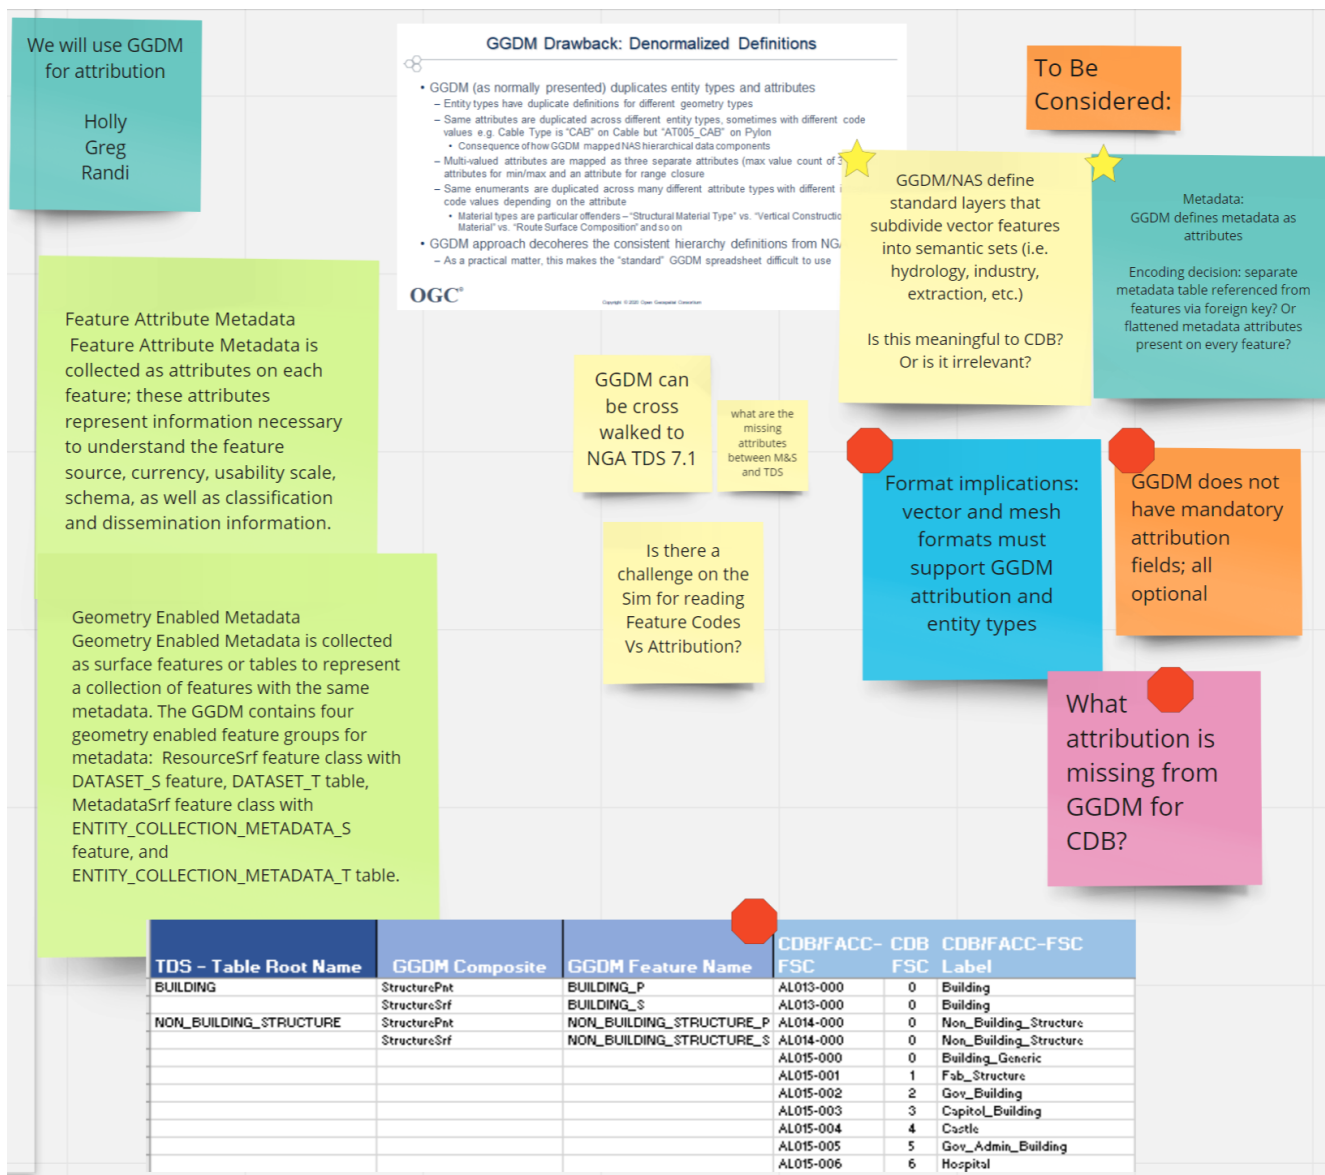 We will use GGDM
for attribution
Holly
Greg
Randi
GGDM Drawback: Denormalized Definitions
• GGDM (as normally presented) duplicates entity types and attributes
– Entity types have duplicate definitions for different geometry types
– Same attributes are duplicated across different entity types, sometimes with different code
values e.g. Cable Type is "CAB" on Cable but "AT005_CAB" on Pylon
• Consequence of how GGDM mapped NAS hierarchical data components
– Multi-valued attributes are mapped as three separate attributes (max value count of 3
attributes for min/max and an attribute for range closure
– Same enumerants are duplicated across many different attribute types with different
code values depending on the attribute
• Material types are particular offenders – "Structural Material Type" vs. "Vertical Constructio
Material" vs. "Route Surface Composition" and so on
• GGDM approach decoheres the consistent hierarchy definitions from NG
– As a practical matter, this makes the "standard" GGDM spreadsheet difficult to use
OGC®
Copyright © 2020 Open Geospatial Consortium
To Be
Considered:
GGDM/NAS define
standard layers that
subdivide vector features
into semantic sets (i.e.
hydrology, industry,
extraction, etc.)
Is this meaningful to CDB?
Or is it irrelevant?
Metadata:
GGDM defines metadata as
attributes
Encoding decision: separate
metadata table referenced from
features via foreign key? Or
flattened metadata attributes
present on every feature?
Feature Attribute Metadata
Feature Attribute Metadata is
collected as attributes on each
feature; these attributes
represent information necessary
to understand the feature
source, currency, usability scale,
schema, as well as classification
and dissemination information.
GGDM can
be cross
walked to
NGA TDS 7.1
what are the
missing
attributes
between M&S
and TDS
Is there a
challenge on the
Sim for reading
Feature Codes
Vs Attribution?
Format implications:
vector and mesh
formats must
support GGDM
attribution and
entity types
GGDM does not
have mandatory
attribution
fields; all
optional
What
attribution is
missing from
GGDM for
CDB?
Geometry Enabled Metadata
Geometry Enabled Metadata is collected
as surface features or tables to represent
a collection of features with the same
metadata. The GGDM contains four
geometry enabled feature groups for
metadata: ResourceSrf feature class with
DATASET_S feature, DATASET_T table,
MetadataSrf feature class with
ENTITY_COLLECTION_METADATA_S
feature, and
ENTITY_COLLECTION_METADATA_T table.
TDS - Table Root Name GGDM Composite GGDM Feature Name CDB/FACC-FSC CDB FSC CDB/FACC-FSC Label
BUILDING StructurePnt BUILDING_P AL013-000 0 Building
StructureSrf BUILDING_S AL013-000 0 Building
NON_BUILDING_STRUCTURE StructurePnt NON_BUILDING_STRUCTURE_P AL014-000 0 Non_Building_Structure
StructureSrf NON_BUILDING_STRUCTURE_S AL014-000 0 Non_Building_Structure
AL015-000 0 Building_Generic
AL015-001 1 Fab_Structure
AL015-002 2 Gov_Building
AL015-003 3 Capitol_Building
AL015-004 4 Castle
AL015-005 5 Gov_Admin_Building
AL015-006 6 Hospital